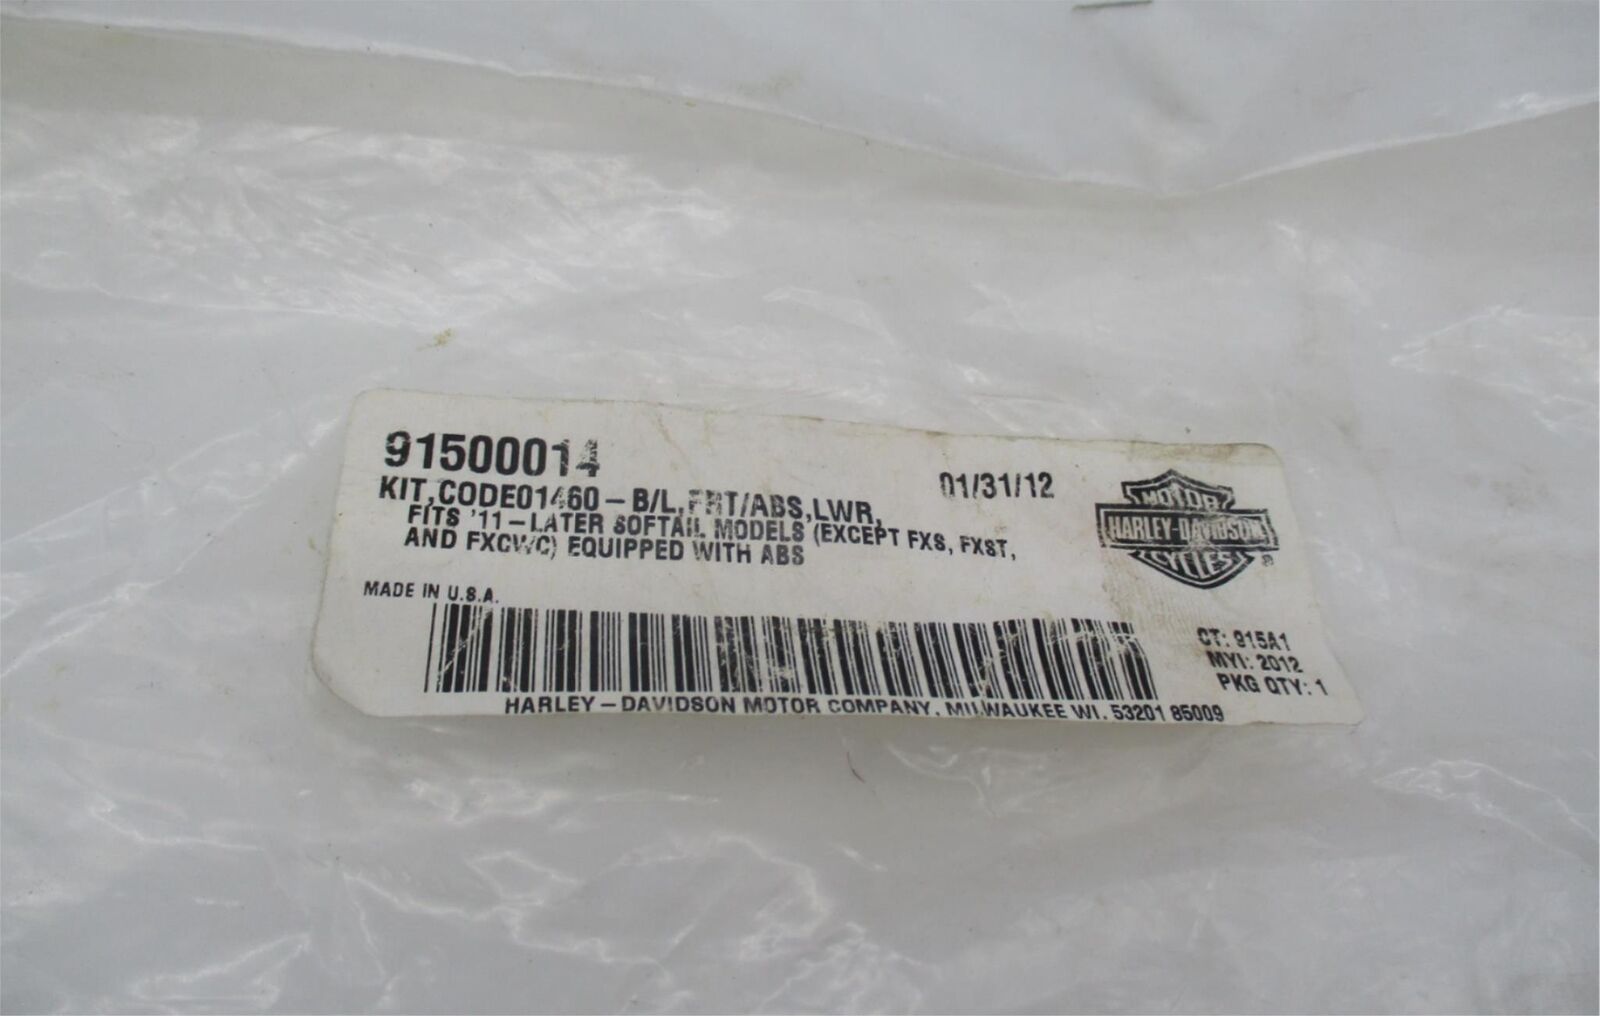 91500014
01/31/12
KIT,CODE01460-B/L,FRT/ABS,LWR,
FITS '11-LATER SOFTAIL MODELS (EXCEPT FXS, FXST,
AND FXCWC) EQUIPPED WITH ABS
MOTOR
HARLEY-DAVIDSON
CYCLES
®
MADE IN U.S.A.
CT: 915A1
MYI: 2012
PKG QTY: 1
HARLEY-DAVIDSON MOTOR COMPANY, MILWAUKEE WI. 53201 85009